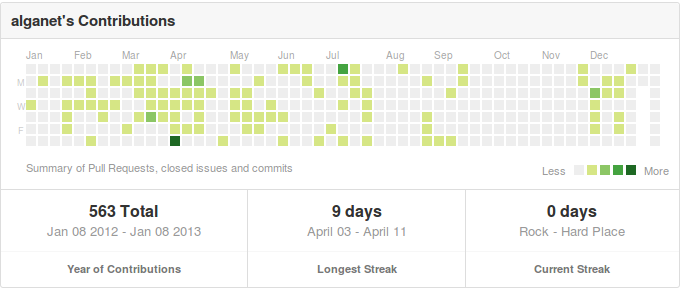 alganet's Contributions
Jan Feb Mar Apr May Jun Jul Aug Sep Oct Nov Dec
M
W
F
Summary of Pull Requests, closed issues and commits
Less More
563 Total 9 days 0 days
Jan 08 2012 - Jan 08 2013 April 03 - April 11 Rock - Hard Place
Year of Contributions Longest Streak Current Streak